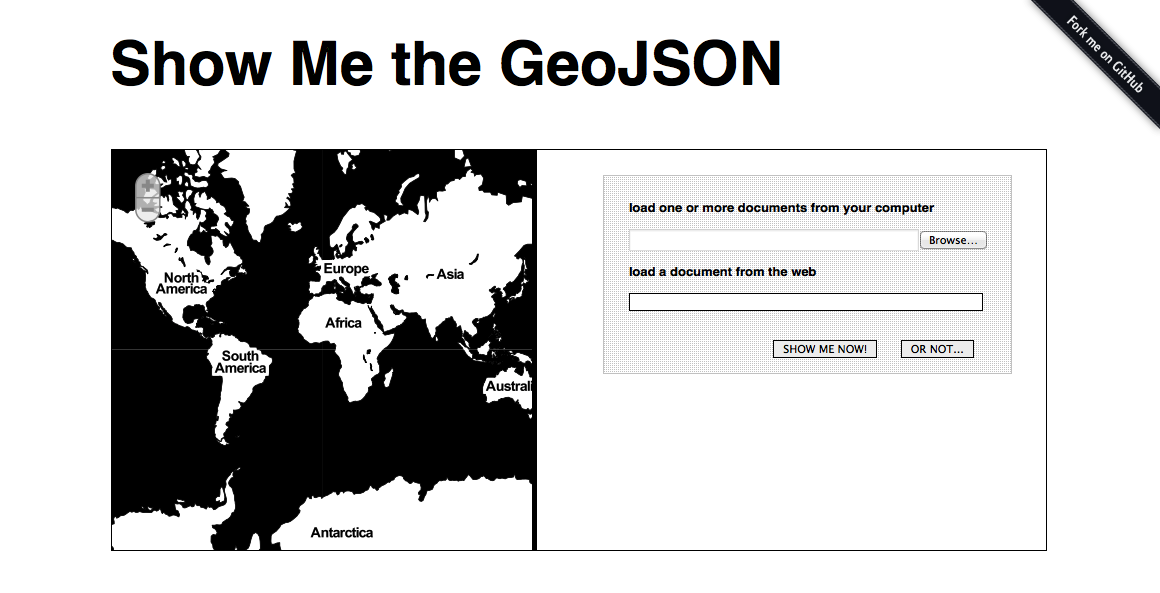 Show Me the GeoJSON
Fork me on GitHub
+
−
North
America
Europe
Asia
Africa
South
America
Australi
Antarctica
load one or more documents from your computer
Browse...
load a document from the web
SHOW ME NOW!
OR NOT...